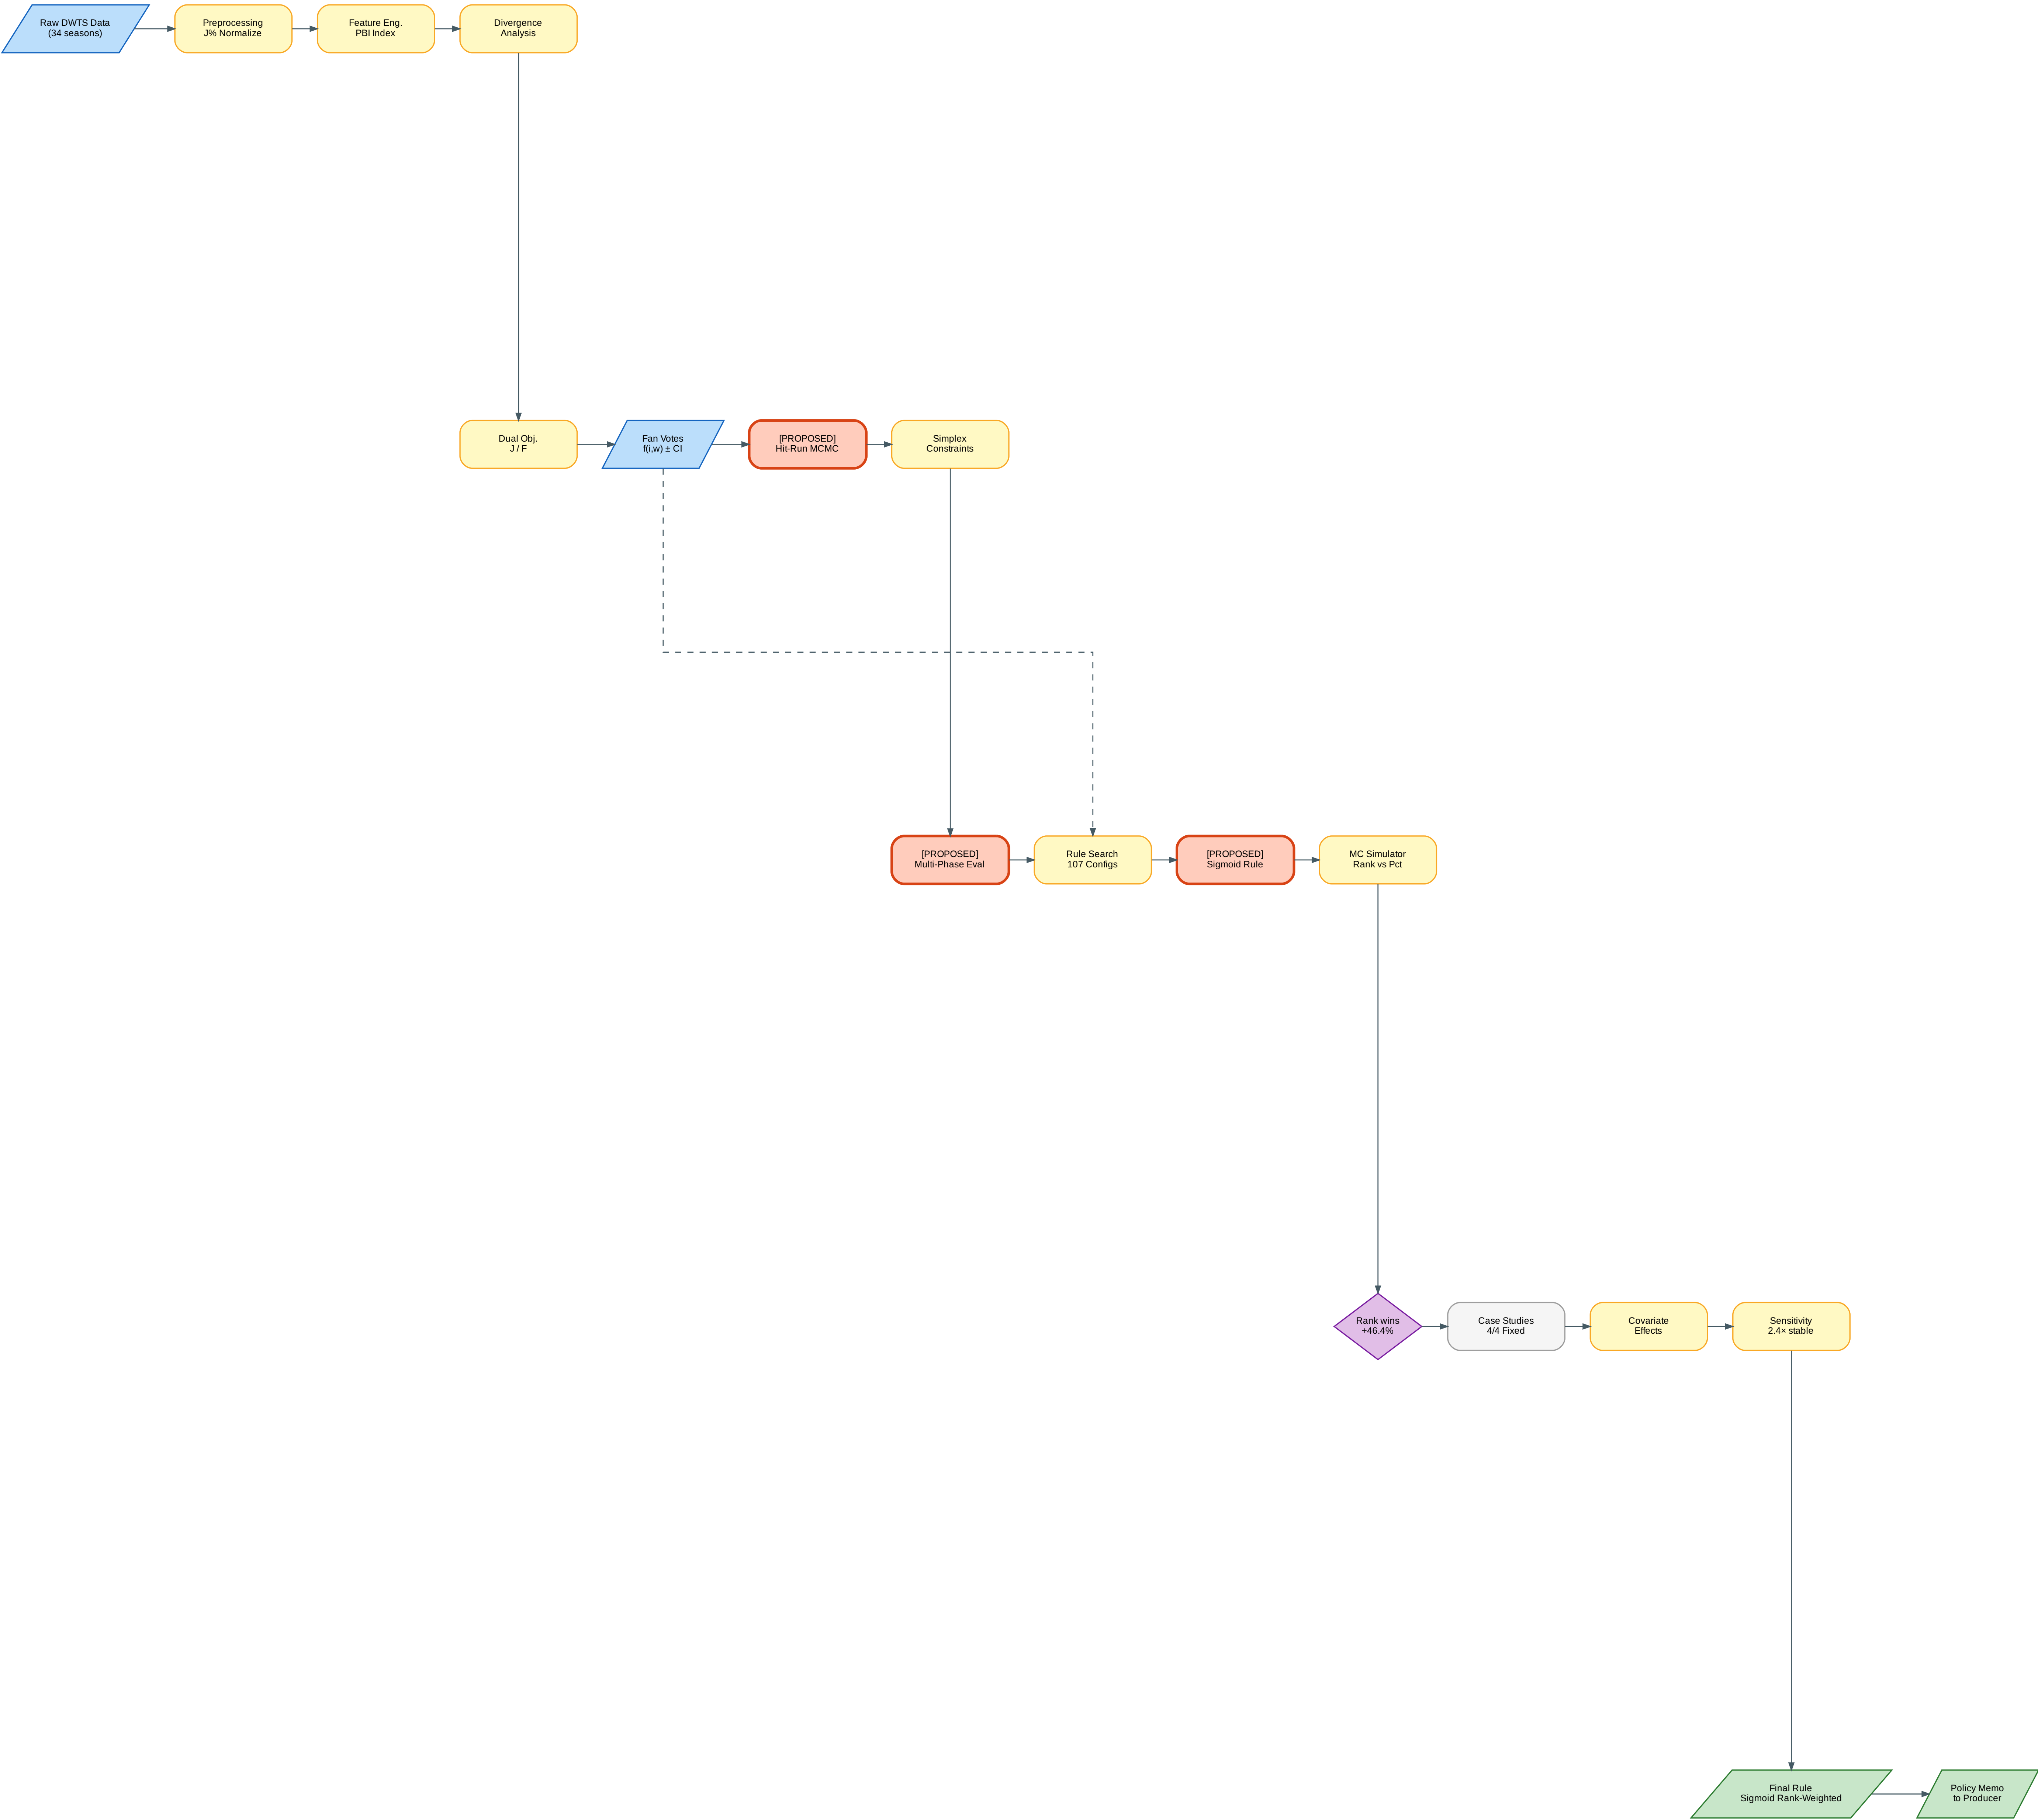 Raw DWTS Data
(34 seasons)
Preprocessing
J% Normalize
Feature Eng.
PBI Index
Divergence
Analysis
Dual Obj.
J / F
Fan Votes
f(i,w) ± CI
[PROPOSED]
Hit-Run MCMC
Simplex
Constraints
[PROPOSED]
Multi-Phase Eval
Rule Search
107 Configs
[PROPOSED]
Sigmoid Rule
MC Simulator
Rank vs Pct
Rank wins
+46.4%
Case Studies
4/4 Fixed
Covariate
Effects
Sensitivity
2.4× stable
Final Rule
Sigmoid Rank-Weighted
Policy Memo
to Producer